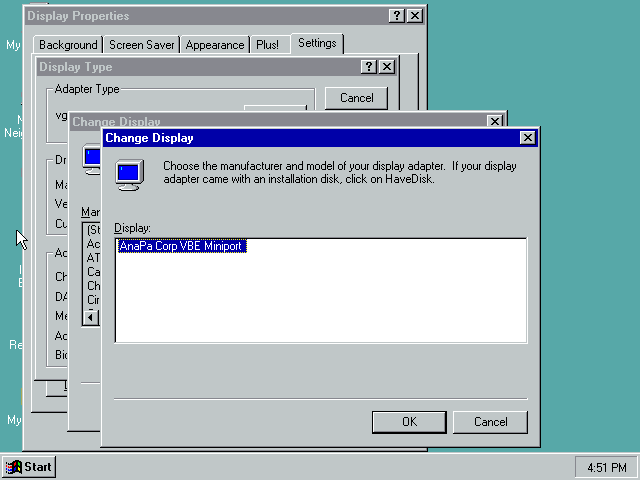 Display Properties
Background
Screen Saver
Appearance
Plus!
Settings
Display Type
Adapter Type
Cancel
Change Display
Change Display
Choose the manufacturer and model of your display adapter. If your display
adapter came with an installation disk, click on HaveDisk.
Display:
AnaPa Corp VBE Miniport
OK
Cancel
My
Neig
Re
My
vg
Dr
Ma
Ve
Cu
Ad
Ch
DA
Me
Ad
Bio
Man
(St
Ac
AT
Ca
Ch
Cir
Start
4:51 PM